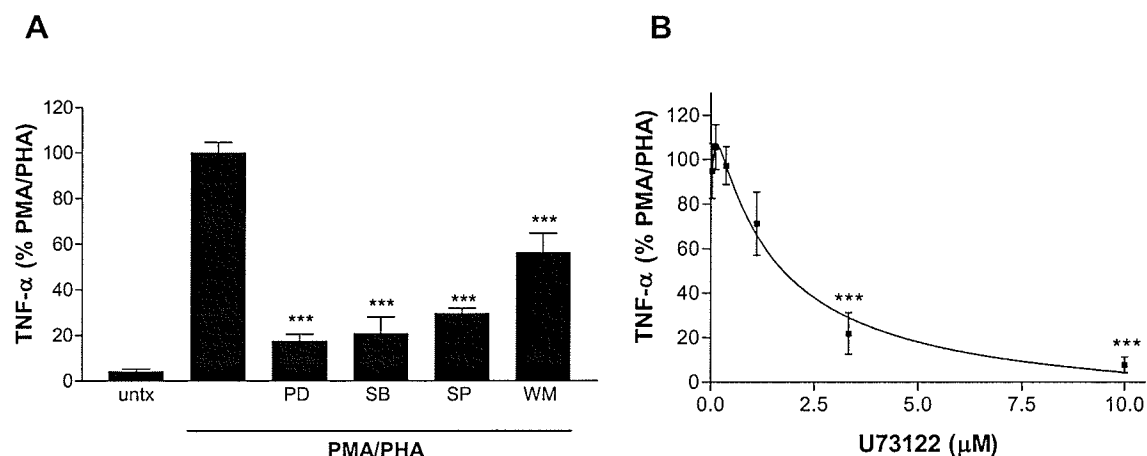 A
TNF-α (% PMA/PHA)
120
100
80
60
40
20
0
***
***
***
***
untx
PD
SB
SP
WM
PMA/PHA
B
TNF-α (% PMA/PHA)
120
100
80
60
40
20
0
***
***
0.0
2.5
5.0
7.5
10.0
U73122 (μM)